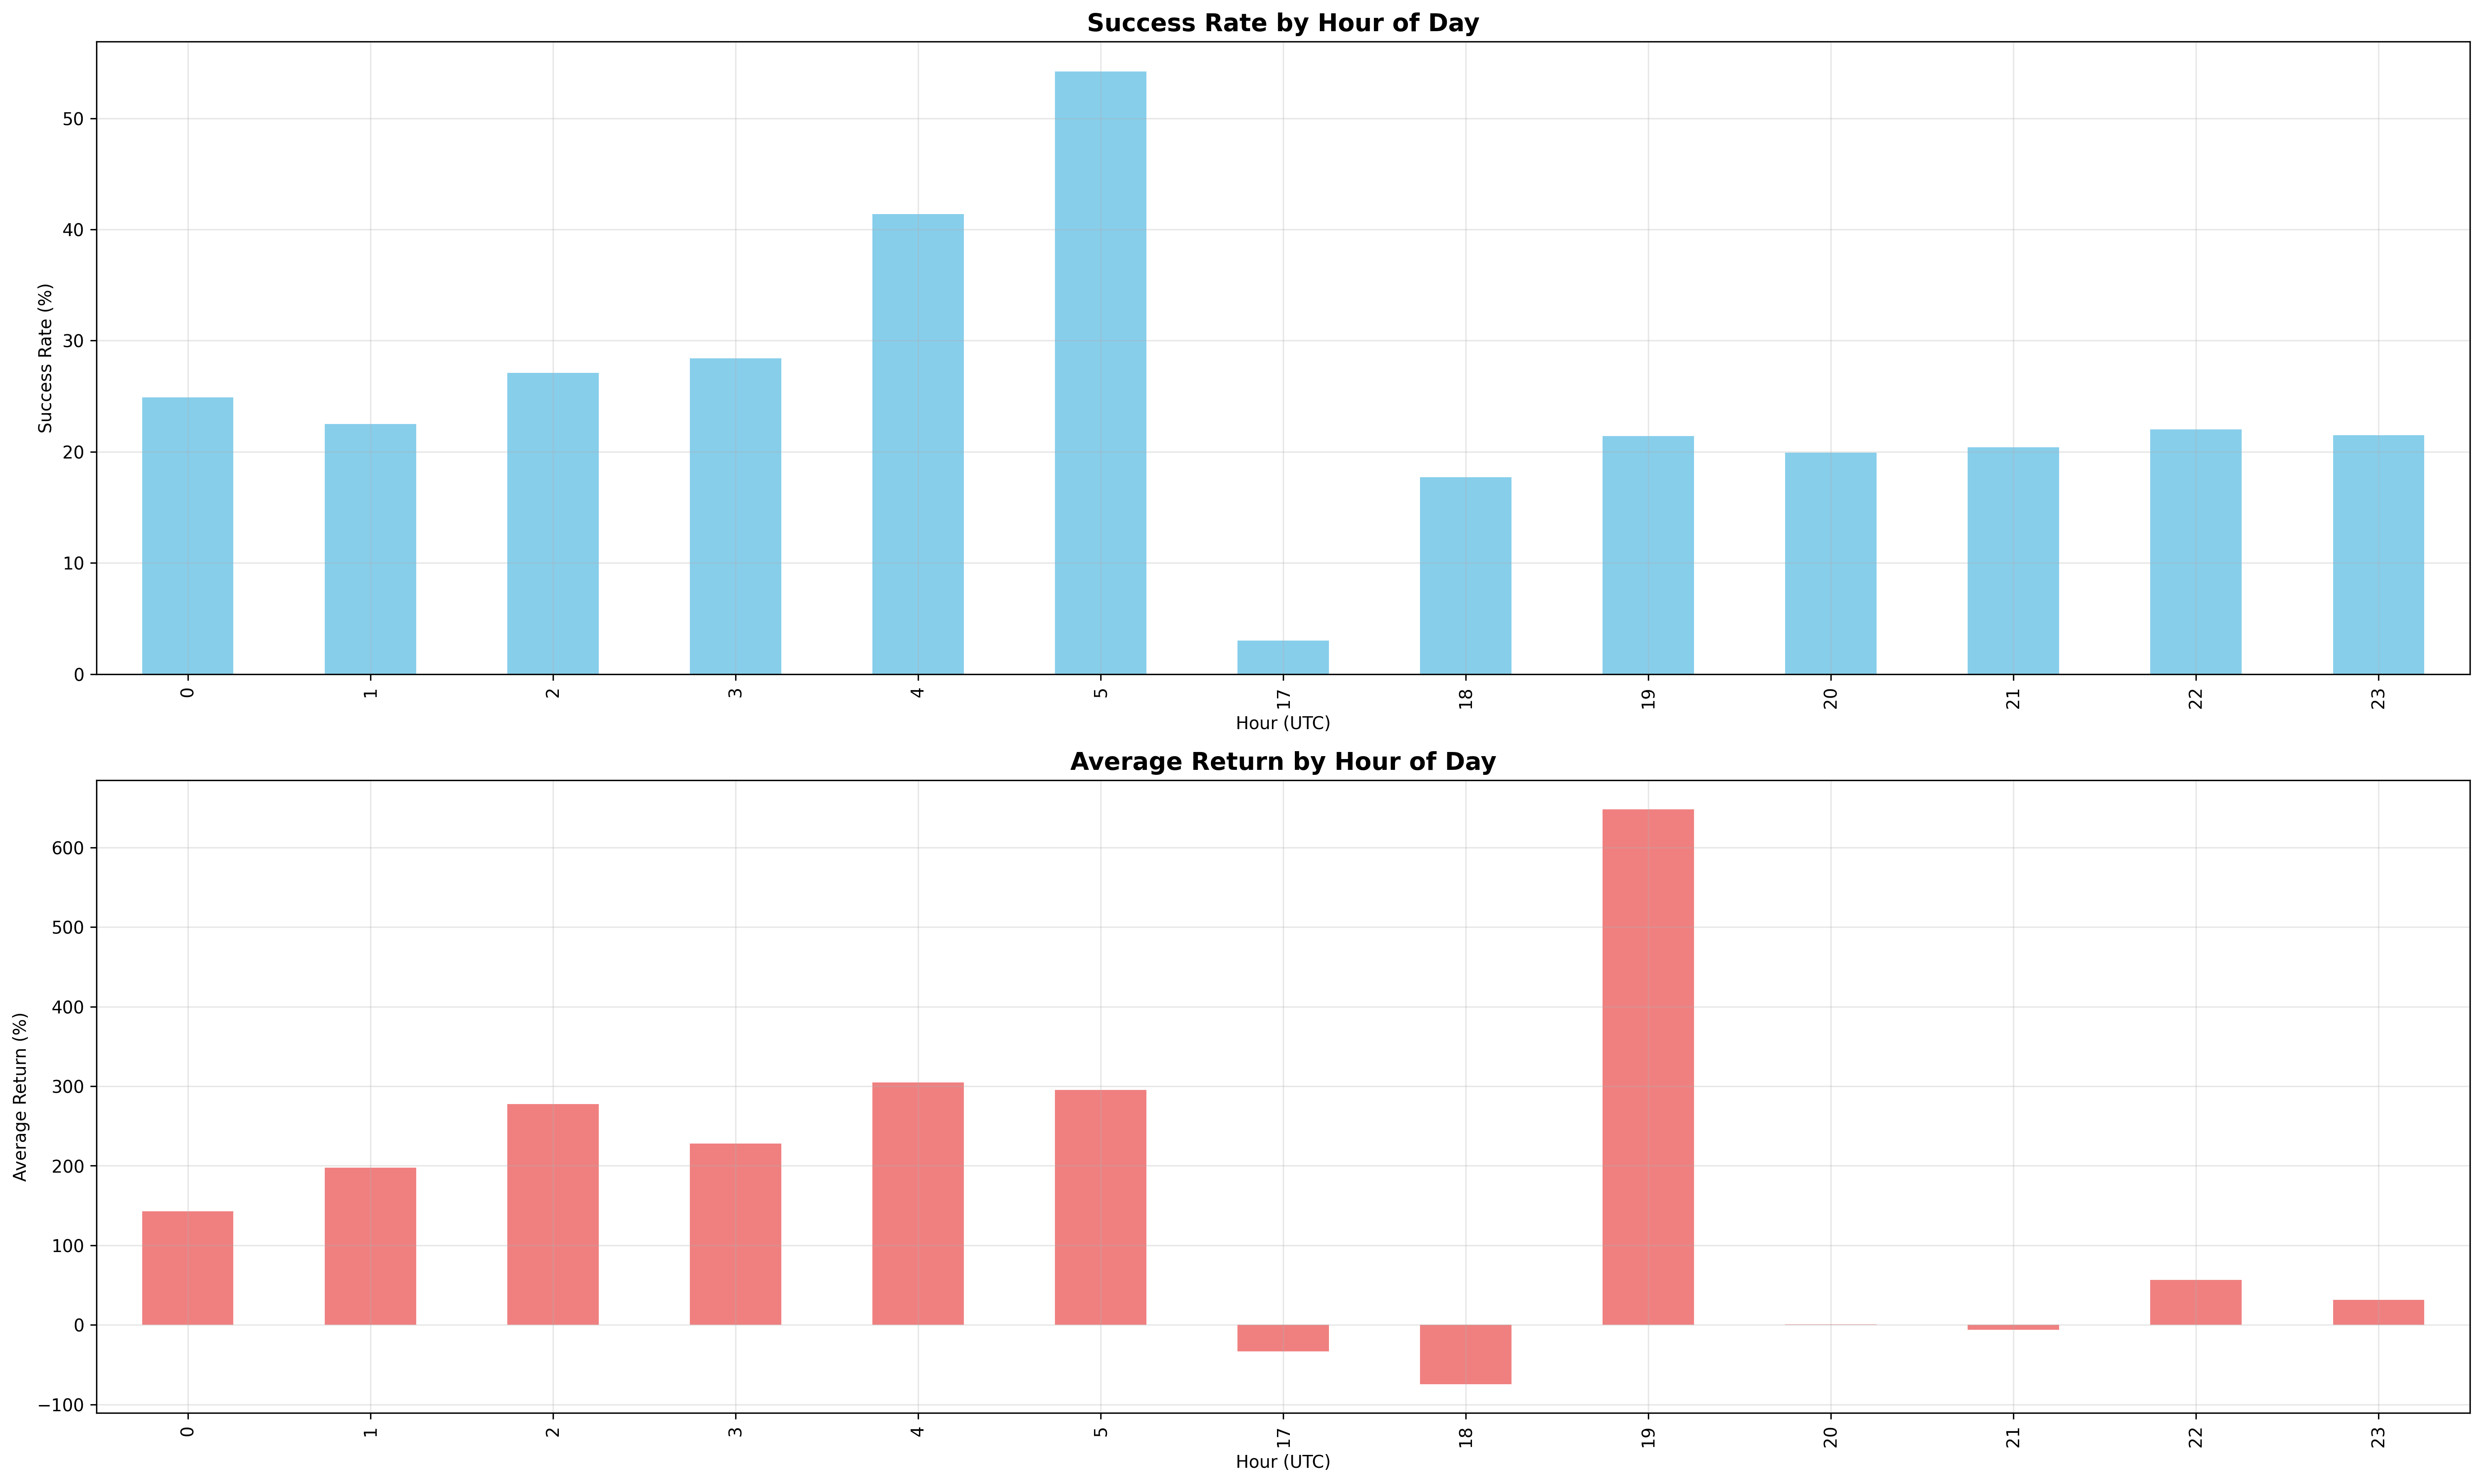 Success Rate by Hour of Day
Success Rate (%)
50
40
30
20
10
0
0 1 2 3 4 5 17 18 19 20 21 22 23
Hour (UTC)
Average Return by Hour of Day
Average Return (%)
600
500
400
300
200
100
0
−100
0 1 2 3 4 5 17 18 19 20 21 22 23
Hour (UTC)